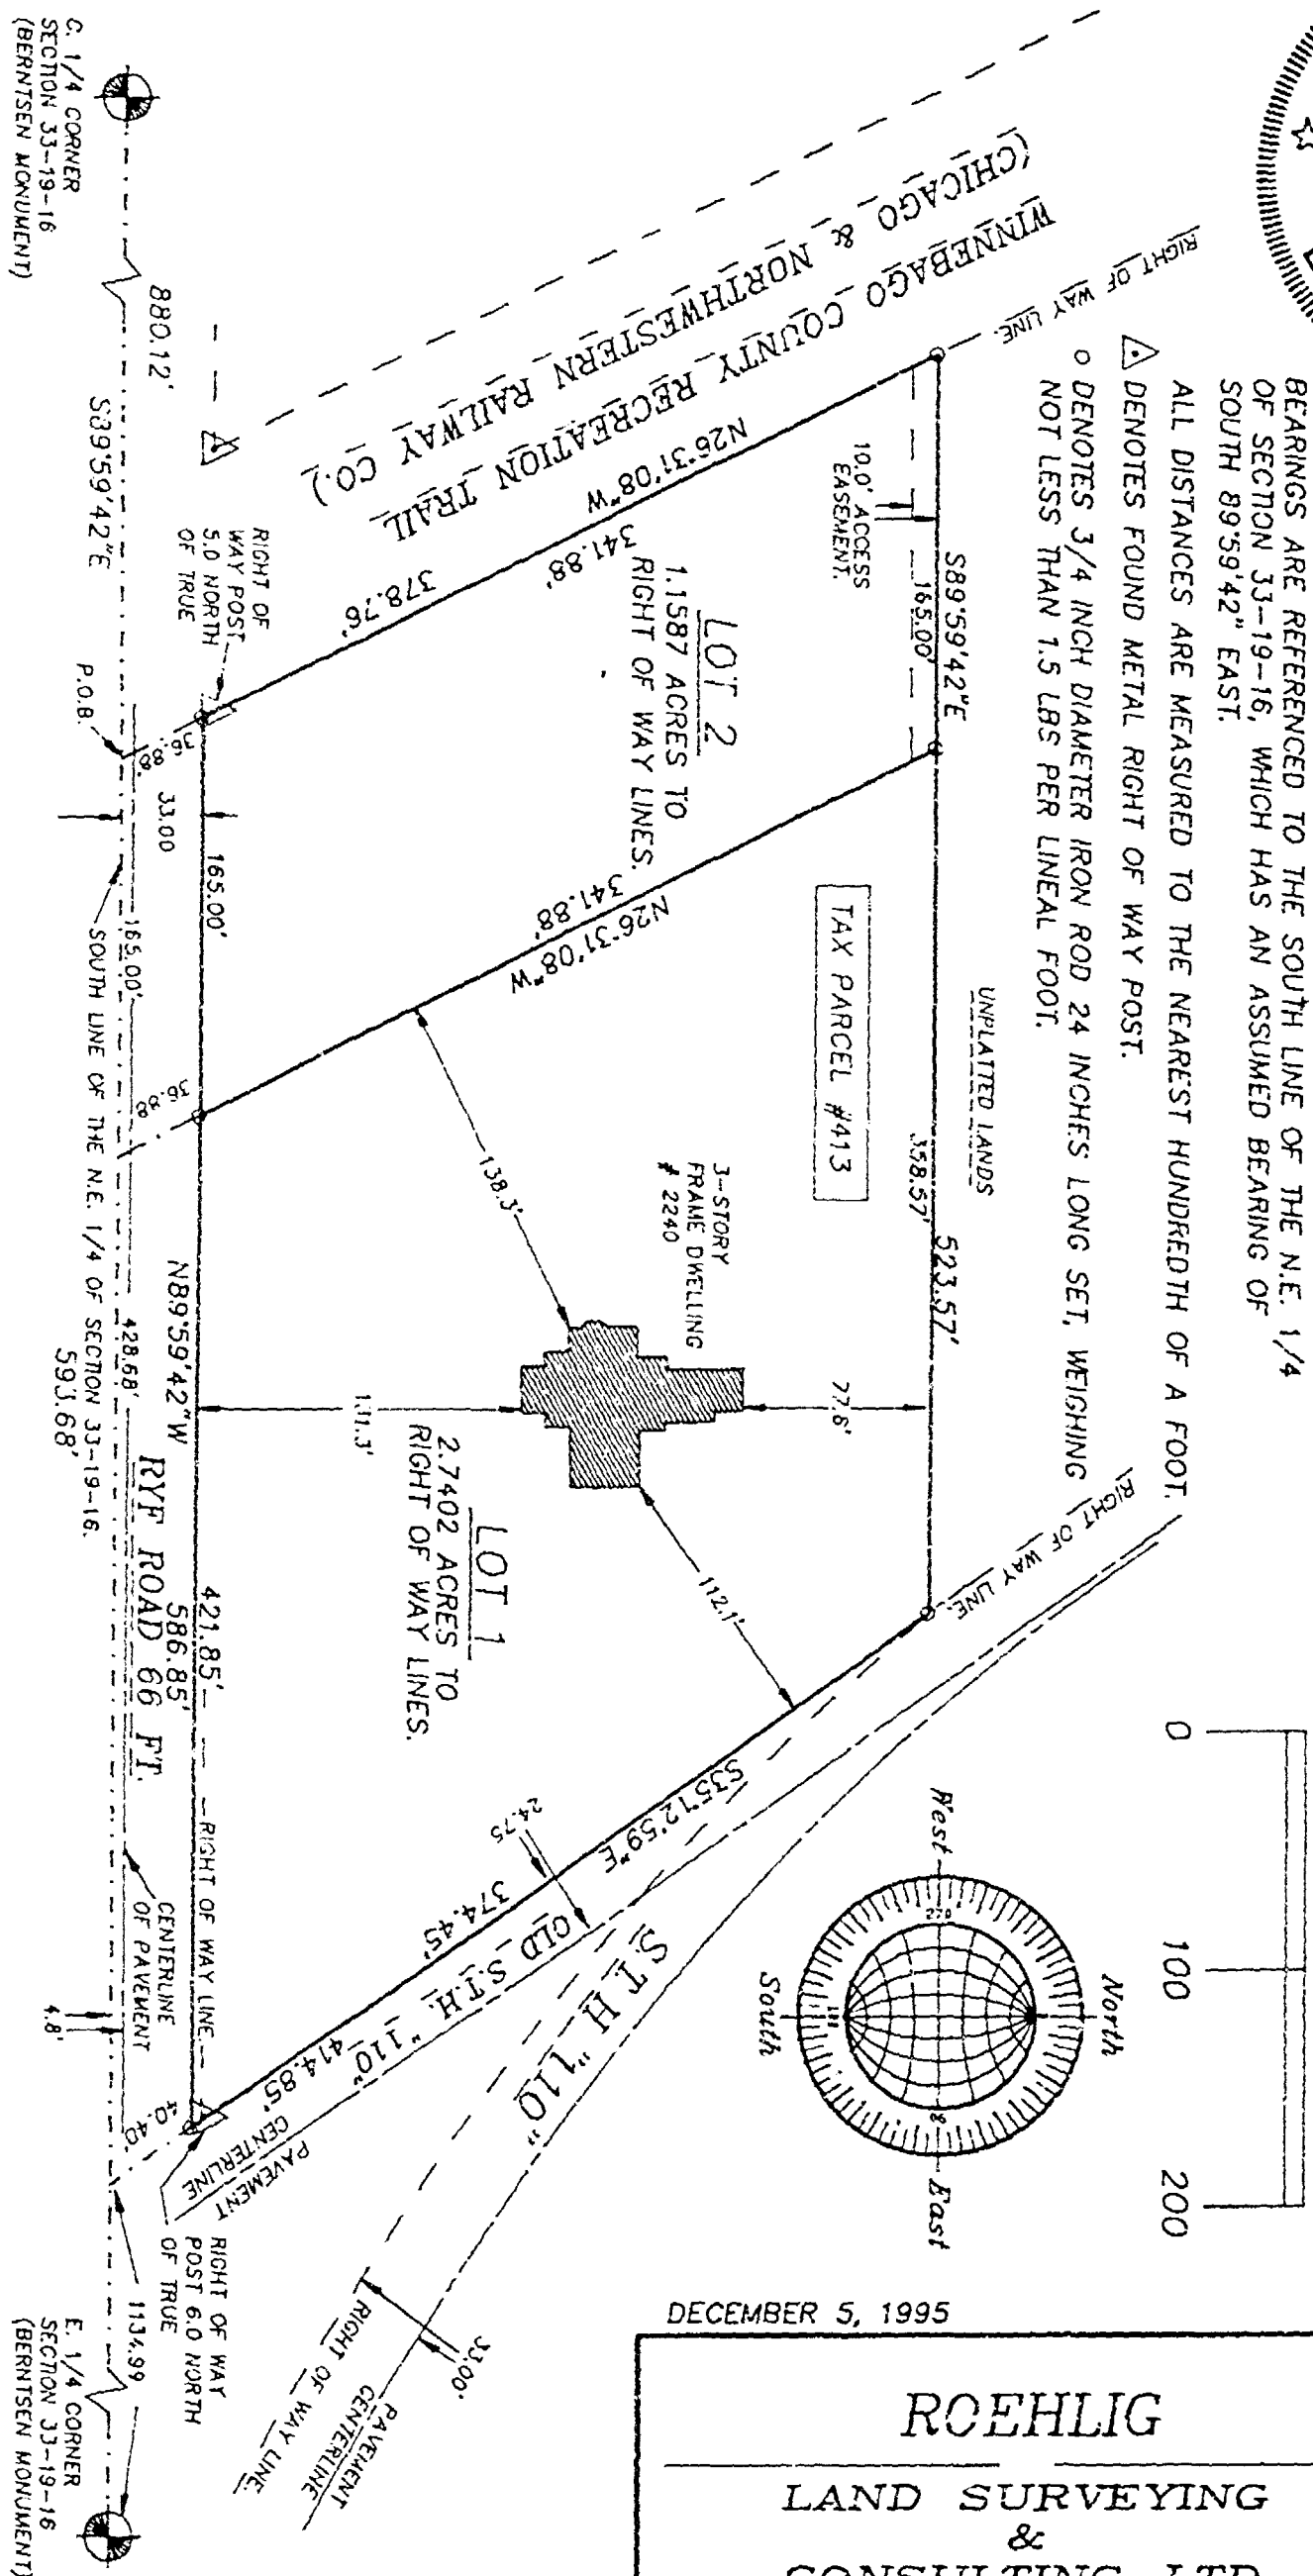 BEARINGS ARE REFERENCED TO THE SOUTH LINE OF THE N.E. 1/4
OF SECTION 33-19-16, WHICH HAS AN ASSUMED BEARING OF
SOUTH 89°59'42" EAST.
ALL DISTANCES ARE MEASURED TO THE NEAREST HUNDREDTH OF A FOOT.
DENOTES FOUND METAL RIGHT OF WAY POST.
DENOTES 3/4 INCH DIAMETER IRON ROD 24 INCHES LONG SET, WEIGHING
NOT LESS THAN 1.5 LBS PER LINEAL FOOT.
0 100 200
North
West
East
South
270
RIGHT OF WAY LINE.
WINNEBAGO COUNTY RECREATION TRAIL
(CHICAGO & NORTHWESTERN RAILWAY CO.)
UNPLATTED LANDS
S89°59'42"E
523.57'
165.00'
358.57'
10.0' ACCESS
EASEMENT.
N26°31'08"W
341.88'
378.76'
LOT 2
1.1587 ACRES TO
RIGHT OF WAY LINES.
341.88'
N26°31'08"W
TAX PARCEL #413
3-STORY
FRAME DWELLING
# 2240
138.3'
77.8'
112.1'
131.3'
LOT 1
2.7402 ACRES TO
RIGHT OF WAY LINES.
RIGHT OF WAY LINE.
S35°12'59"E
24.75
374.45'
414.85'
OLD S.T.H. "110"
S.T.H. "110"
PAVEMENT
CENTERLINE
33.00'
PAVEMENT
CENTERLINE
RIGHT OF WAY LINE.
RIGHT OF
WAY POST
5.0 NORTH
OF TRUE
36.88'
33.00
165.00'
36.88
N89°59'42"W
421.85'
586.85'
RIGHT OF WAY LINE.
40.40'
RIGHT OF WAY
POST 6.0 NORTH
OF TRUE
RYF ROAD 66 FT.
CENTERLINE
OF PAVEMENT
4.8'
165.00'
428.68'
SOUTH LINE OF THE N.E. 1/4 OF SECTION 33-19-16.
593.68'
P.O.B.
880.12'
S89°59'42"E
1134.99
C. 1/4 CORNER
SECTION 33-19-16
(BERNTSEN MONUMENT)
E. 1/4 CORNER
SECTION 33-19-16
(BERNTSEN MONUMENT)
DECEMBER 5, 1995
ROEHLIG
LAND SURVEYING
&
CONSULTING LTD